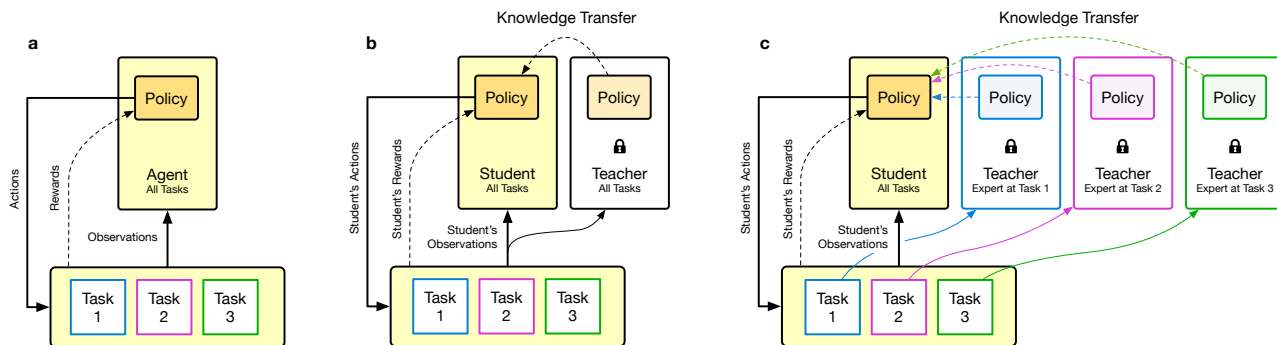 a
Policy
Agent
All Tasks
Actions
Rewards
Observations
Task
1
Task
2
Task
3
b
Knowledge Transfer
Policy
Policy
Student
All Tasks
Teacher
All Tasks
Student's Actions
Student's Rewards
Student's
Observations
Task
1
Task
2
Task
3
c
Knowledge Transfer
Policy
Policy
Policy
Policy
Student
All Tasks
Teacher
Expert at Task 1
Teacher
Expert at Task 2
Teacher
Expert at Task 3
Student's Actions
Student's Rewards
Student's
Observations
Task
1
Task
2
Task
3